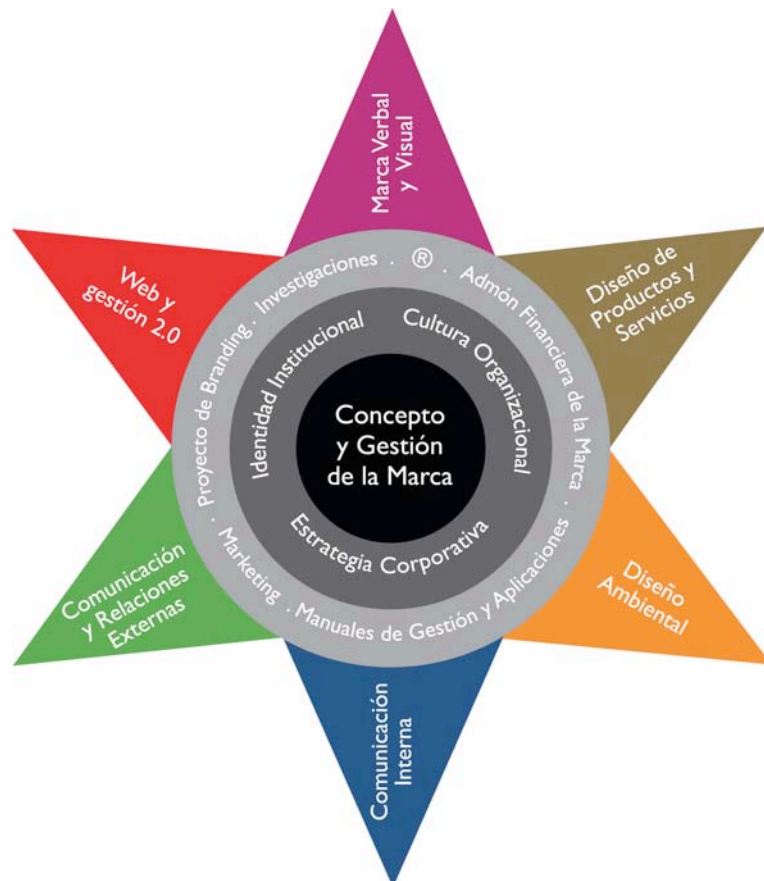 Marca Verbal
y Visual
Diseño de
Productos y
Servicios
Diseño
Ambiental
Comunicación
Interna
Comunicación
y Relaciones
Externas
Web y
gestión 2.0
Proyecto de Branding . Investigaciones . ® . Admón Financiera de la Marca . Manuales de Gestión y Aplicaciones . Marketing .
Identidad Institucional
Cultura Organizacional
Estrategia Corporativa
Concepto
y Gestión
de la Marca